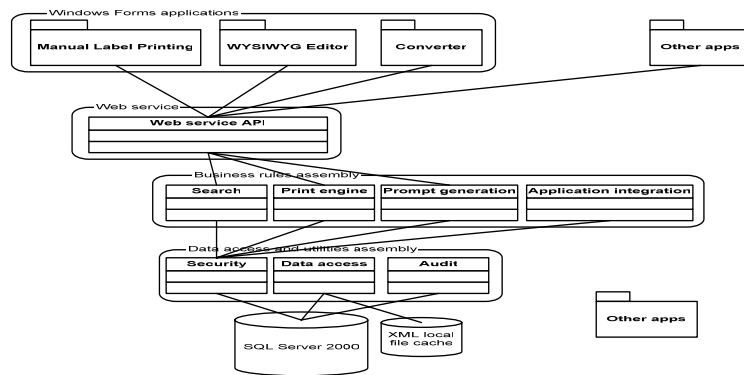 Windows Forms applications
Manual Label Printing
WYSIWYG Editor
Converter
Other apps
Web service
Web service API
Business rules assembly
Search
Print engine
Prompt generation
Application integration
Data access and utilities assembly
Security
Data access
Audit
Other apps
SQL Server 2000
XML local
file cache